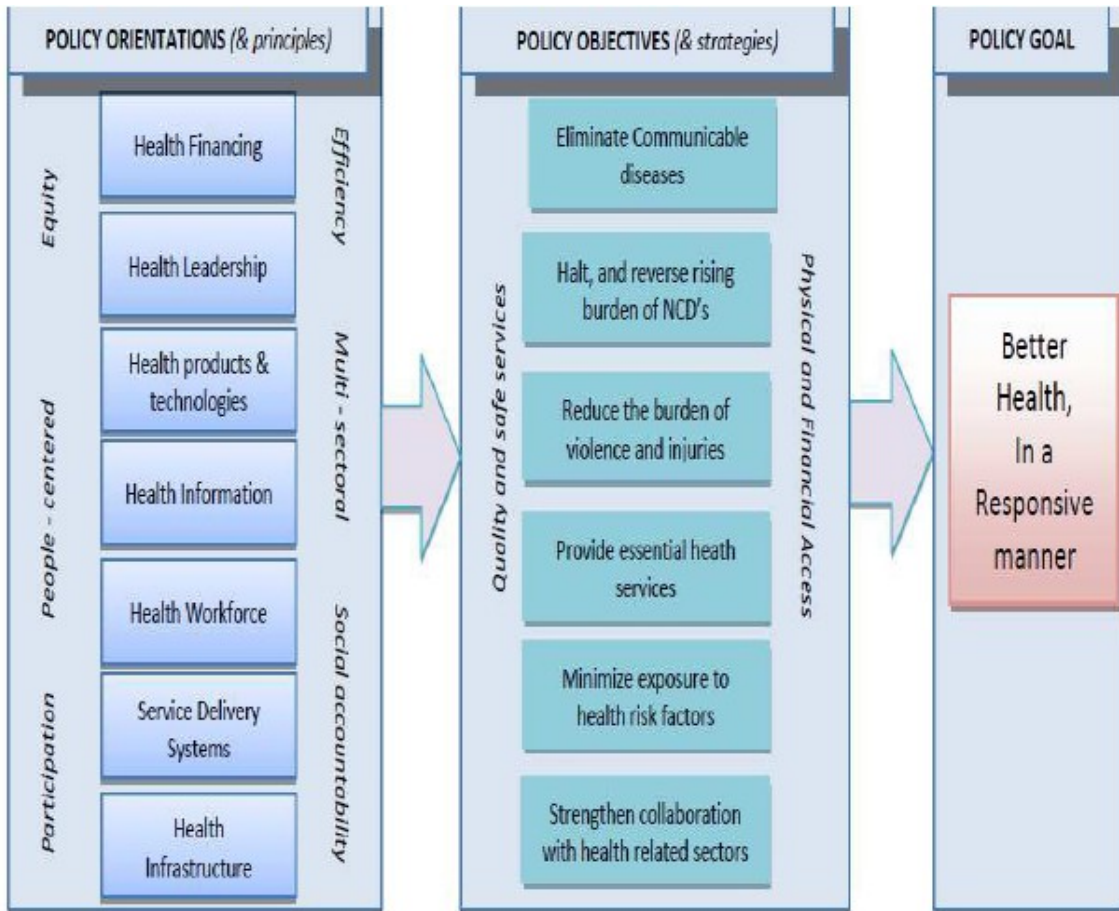 POLICY ORIENTATIONS (& principles)
Equity
People - centered
Participation
Health Financing
Health Leadership
Health products &
technologies
Health Information
Health Workforce
Service Delivery
Systems
Health
Infrastructure
Efficiency
Multi - sectoral
Social accountability
POLICY OBJECTIVES (& strategies)
Quality and safe services
Eliminate Communicable
diseases
Halt, and reverse rising
burden of NCD's
Reduce the burden of
violence and injuries
Provide essential heath
services
Minimize exposure to
health risk factors
Strengthen collaboration
with health related sectors
Physical and Financial Access
POLICY GOAL
Better
Health,
In a
Responsive
manner